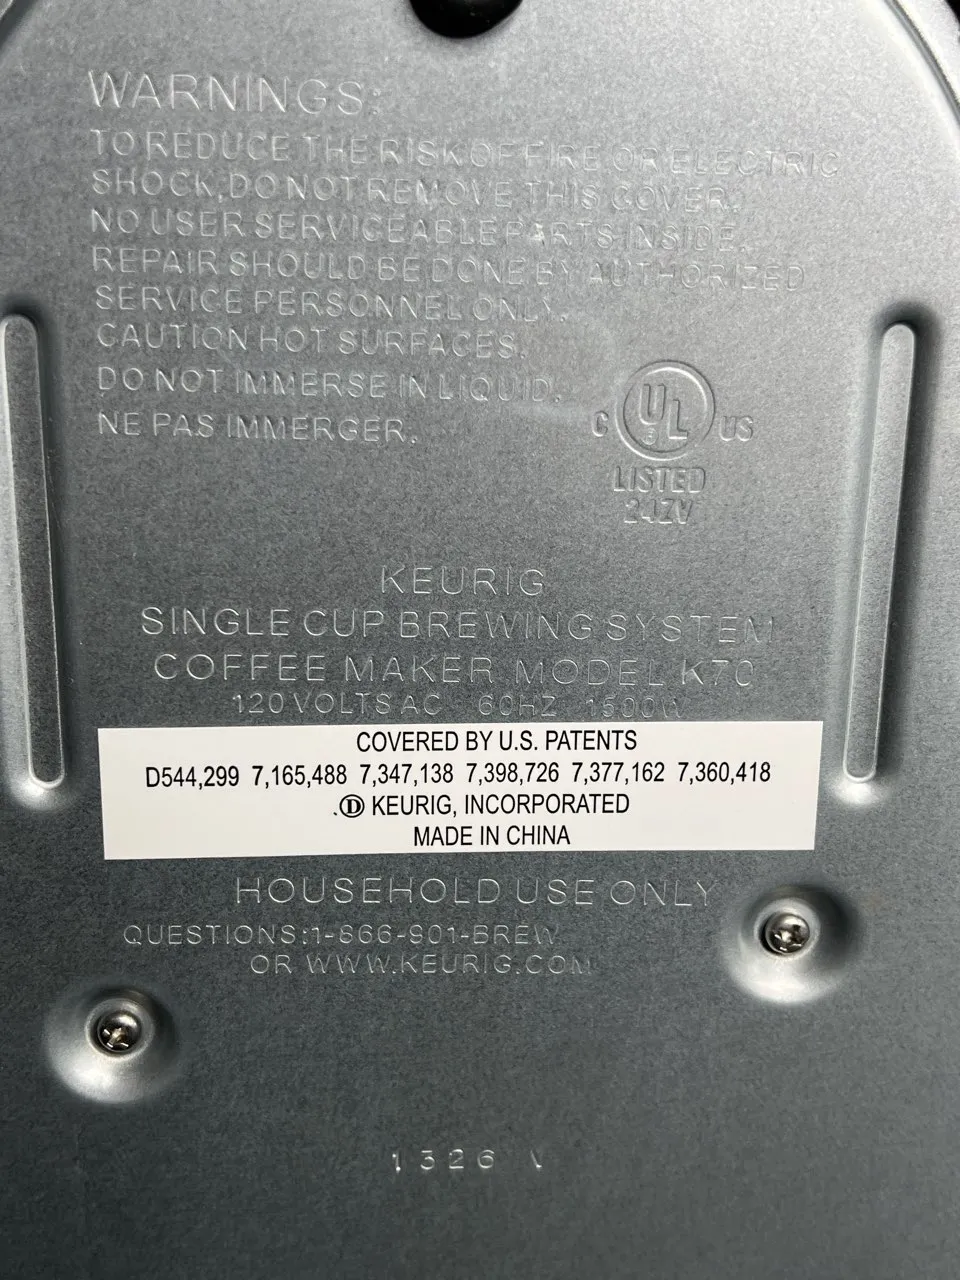 WARNINGS:
TO REDUCE THE RISK OF FIRE OR ELECTRIC
SHOCK, DO NOT REMOVE THIS COVER.
NO USER SERVICEABLE PARTS INSIDE.
REPAIR SHOULD BE DONE BY AUTHORIZED
SERVICE PERSONNEL ONLY.
CAUTION HOT SURFACES.
DO NOT IMMERSE IN LIQUID.
NE PAS IMMERGER.
C UL® US
LISTED
24ZV
KEURIG
SINGLE CUP BREWING SYSTEM
COFFEE MAKER MODEL K70
120 VOLTS AC 60HZ 1500W
COVERED BY U.S. PATENTS
D544,299 7,165,488 7,347,138 7,398,726 7,377,162 7,360,418
.Ⓓ KEURIG, INCORPORATED
MADE IN CHINA
HOUSEHOLD USE ONLY
QUESTIONS:1-866-901-BREW
OR WWW.KEURIG.COM
1326